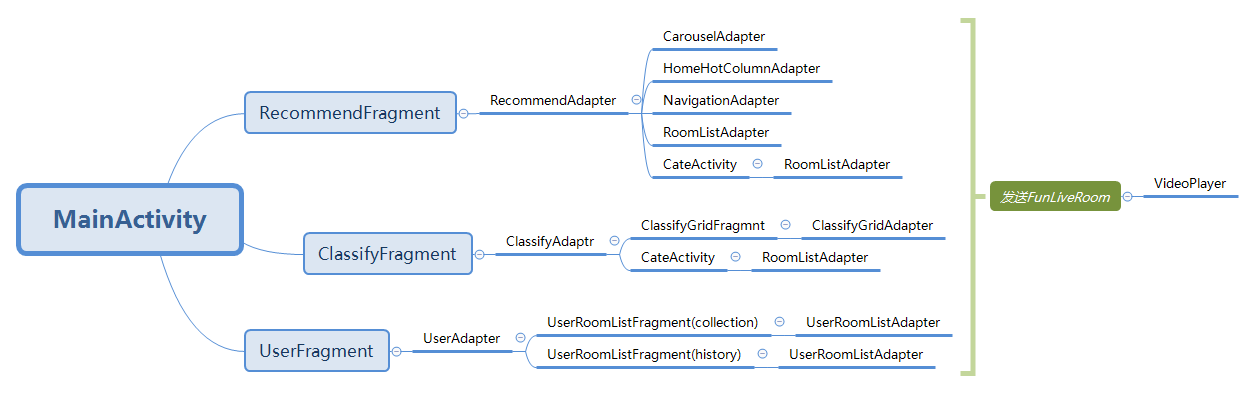 MainActivity
RecommendFragment
RecommendAdapter
CarouselAdapter
HomeHotColumnAdapter
NavigationAdapter
RoomListAdapter
CateActivity
RoomListAdapter
ClassifyFragment
ClassifyAdaptr
ClassifyGridFragmnt
ClassifyGridAdapter
CateActivity
RoomListAdapter
UserFragment
UserAdapter
UserRoomListFragment(collection)
UserRoomListAdapter
UserRoomListFragment(history)
UserRoomListAdapter
发送FunLiveRoom
VideoPlayer